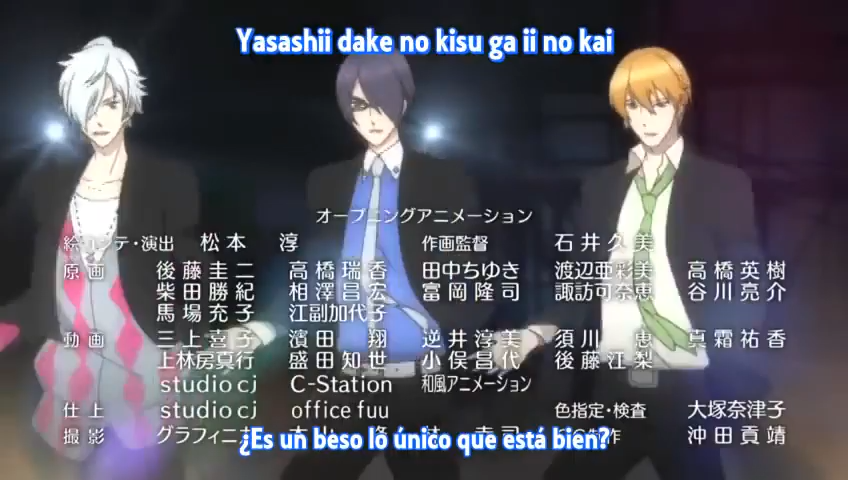 Yasashii dake no kisu ga ii no kai
オープニングアニメーション
絵コンテ・演出 松本 淳 作画監督 石井久美
原画 後藤圭二 高橋瑞香 田中ちゆき 渡辺亜彩美 高橋英樹
柴田勝紀 相澤昌宏 富岡隆司 諏訪可奈恵 谷川亮介
馬場充子 江副加代子
動画 三上喜子 濱田 翔 逆井淳美 須川 恵 真霜祐香
上林房真行 盛田知世 小俣昌代 後藤江梨
studio cj C-Station 和風アニメーション
仕上 studio cj office fuu 色指定・検査 大塚奈津子
撮影 グラフィニカ 沖田貢靖
¿Es un beso lo único que está bien?